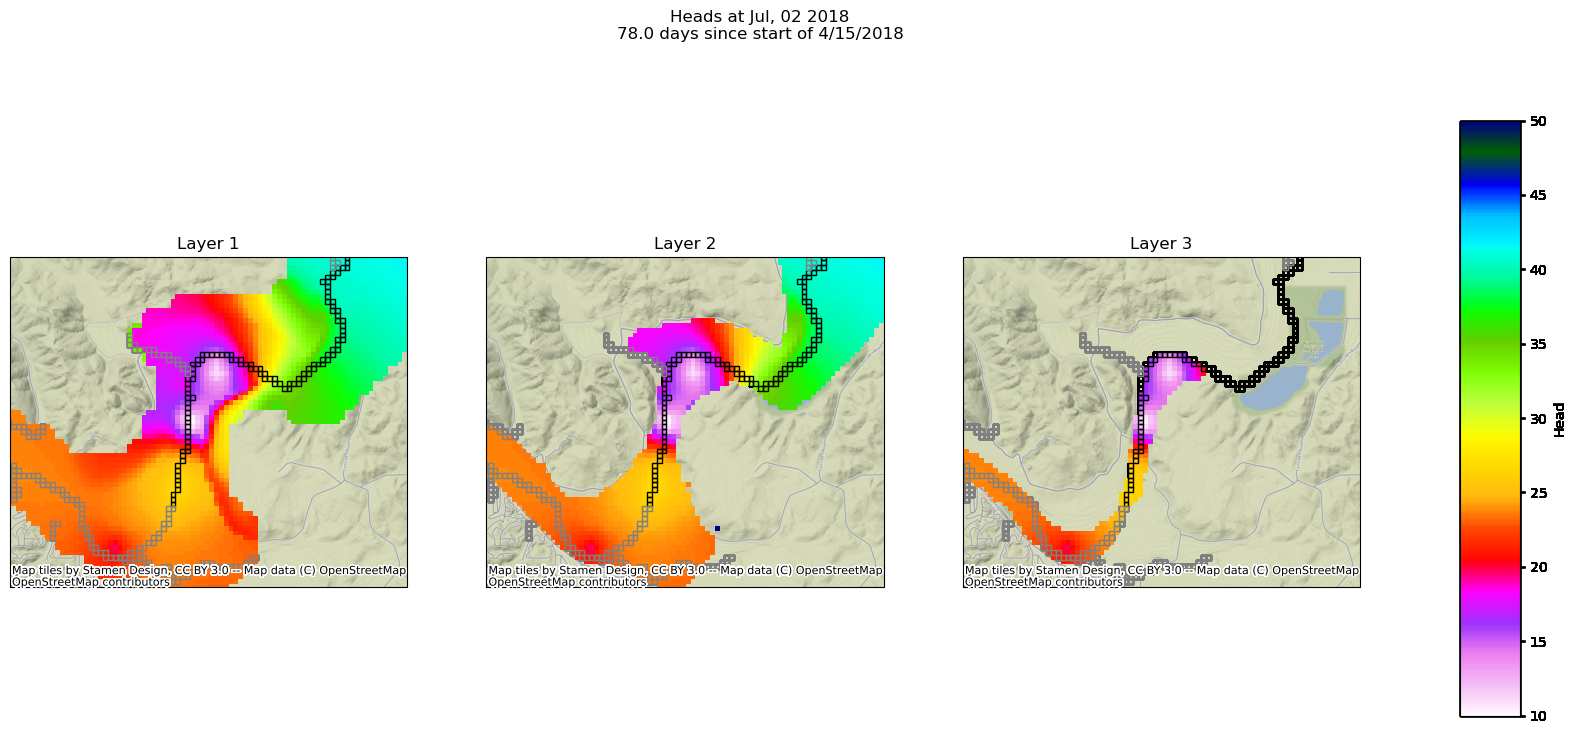 Heads at Jul, 02 2018
78.0 days since start of 4/15/2018
Layer 1
Layer 2
Layer 3
Map tiles by Stamen Design, CC BY 3.0 -- Map data (C) OpenStreetMap
OpenStreetMap contributors
Map tiles by Stamen Design, CC BY 3.0 -- Map data (C) OpenStreetMap
OpenStreetMap contributors
Map tiles by Stamen Design, CC BY 3.0 -- Map data (C) OpenStreetMap
OpenStreetMap contributors
50
45
40
35
30
25
20
15
10
Head